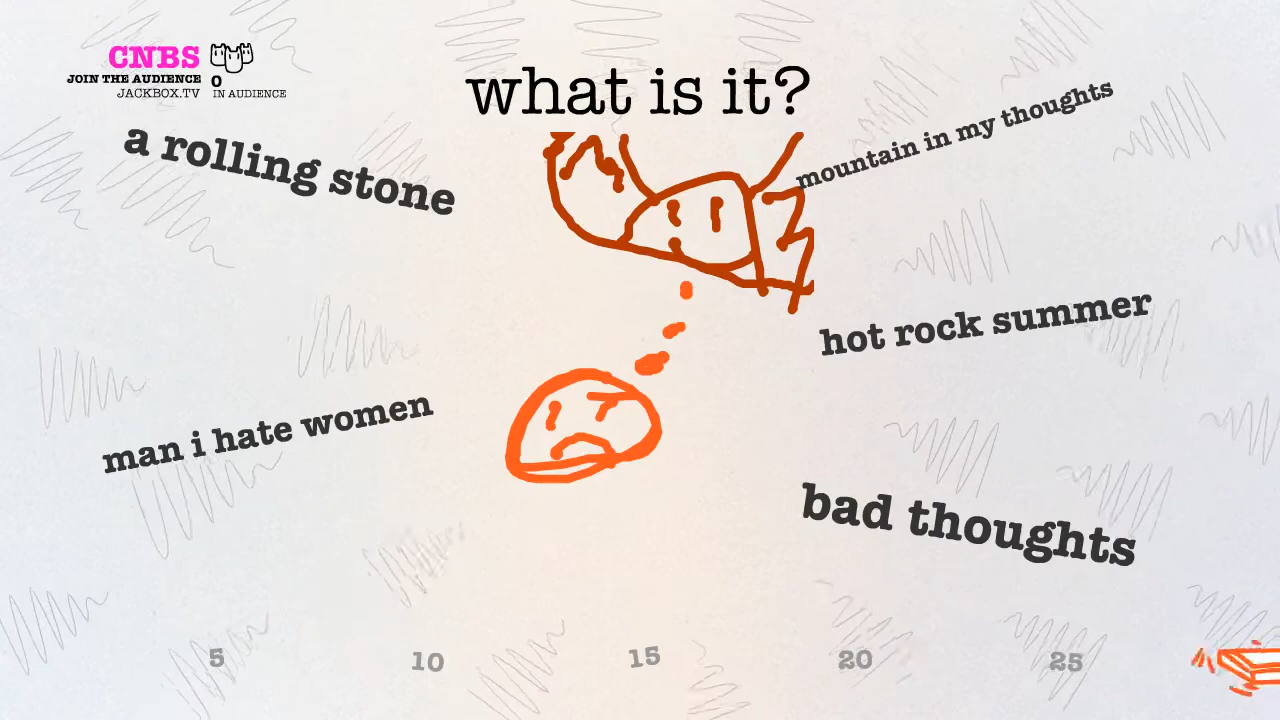 CNBS
JOIN THE AUDIENCE
JACKBOX.TV
0
IN AUDIENCE
what is it?
a rolling stone
mountain in my thoughts
hot rock summer
man i hate women
bad thoughts
5
10
15
20
25